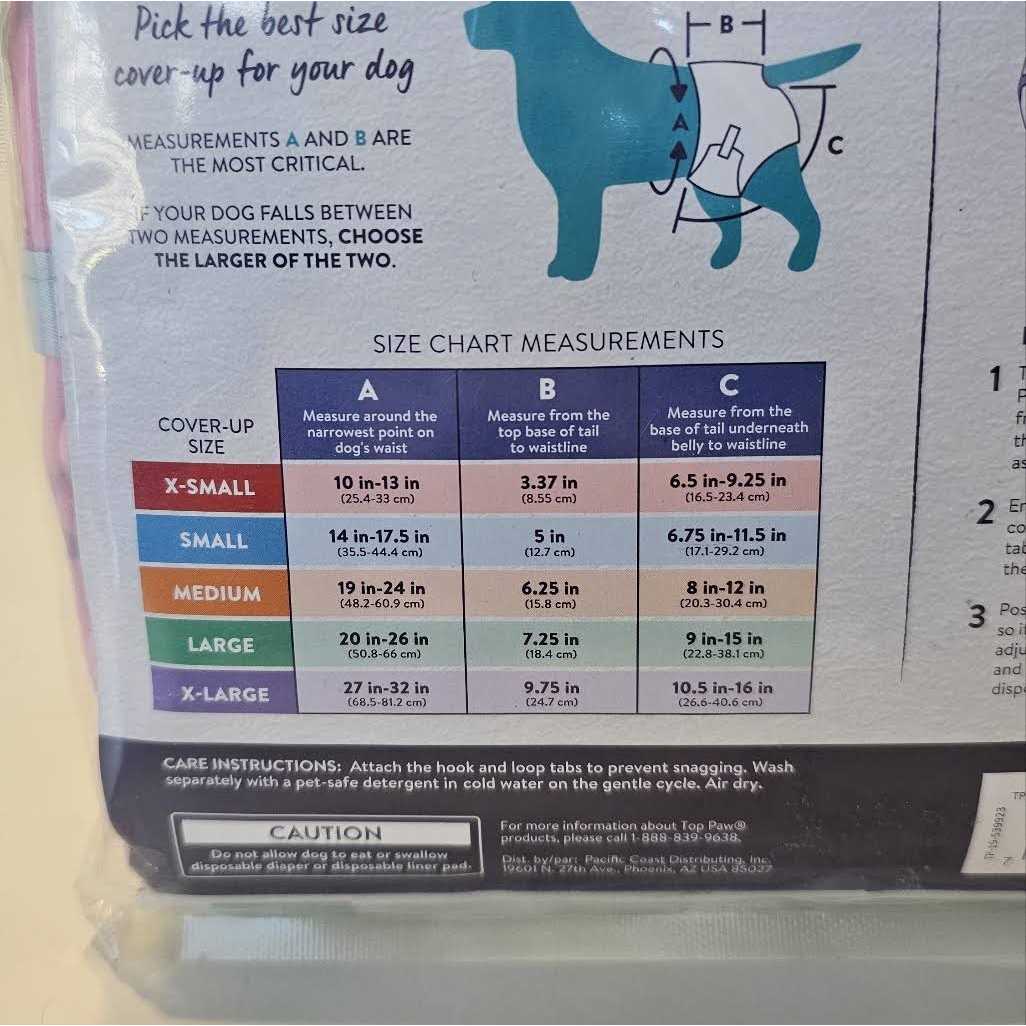 Pick the best size
cover-up for your dog
MEASUREMENTS A AND B ARE
THE MOST CRITICAL.
IF YOUR DOG FALLS BETWEEN
TWO MEASUREMENTS, CHOOSE
THE LARGER OF THE TWO.
B
A
C
SIZE CHART MEASUREMENTS
COVER-UP
SIZE
A
Measure around the
narrowest point on
dog's waist
B
Measure from the
top base of tail
to waistline
C
Measure from the
base of tail underneath
belly to waistline
X-SMALL 10 in-13 in 3.37 in 6.5 in-9.25 in
(25.4-33 cm) (8.55 cm) (16.5-23.4 cm)
SMALL 14 in-17.5 in 5 in 6.75 in-11.5 in
(35.5-44.4 cm) (12.7 cm) (17.1-29.2 cm)
MEDIUM 19 in-24 in 6.25 in 8 in-12 in
(48.2-60.9 cm) (15.8 cm) (20.3-30.4 cm)
LARGE 20 in-26 in 7.25 in 9 in-15 in
(50.8-66 cm) (18.4 cm) (22.8-38.1 cm)
X-LARGE 27 in-32 in 9.75 in 10.5 in-16 in
(68.5-81.2 cm) (24.7 cm) (26.6-40.6 cm)
CARE INSTRUCTIONS: Attach the hook and loop tabs to prevent snagging. Wash
separately with a pet-safe detergent in cold water on the gentle cycle. Air dry.
CAUTION
Do not allow dog to eat or swallow
disposable diaper or disposable liner pad.
For more information about Top Paw®
products, please call 1-888-839-9638.
Dist. by/par: Pacific Coast Distributing, Inc.
19601 N. 27th Ave., Phoenix, AZ USA 85027
1
2
3
Pos
so i
adju
and
disp
TP